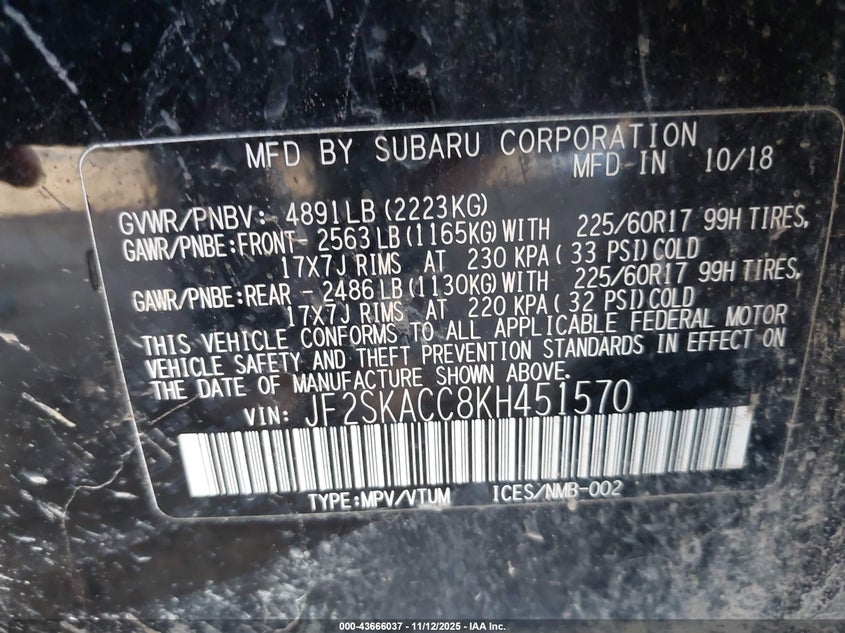 MFD BY SUBARU CORPORATION
MFD IN 10/18
GVWR/PNBV: 4891LB (2223KG)
GAWR/PNBE:FRONT- 2563 LB (1165KG) WITH 225/60R17 99H TIRES,
17X7J RIMS AT 230 KPA ( 33 PSI) COLD
GAWR/PNBE:REAR - 2486 LB (1130KG) WITH 225/60R17 99H TIRES,
17X7J RIMS AT 220 KPA ( 32 PSI) COLD
THIS VEHICLE CONFORMS TO ALL APPLICABLE FEDERAL MOTOR
VEHICLE SAFETY AND THEFT PREVENTION STANDARDS IN EFFECT ON
THE DATE OF MANUFACTURE SHOWN ABOVE.
VIN: JF2SKACC8KH451570
TYPE:MPV/VTUM ICES/NMB-002
000-43666037 - 11/12/2025 - IAA Inc.